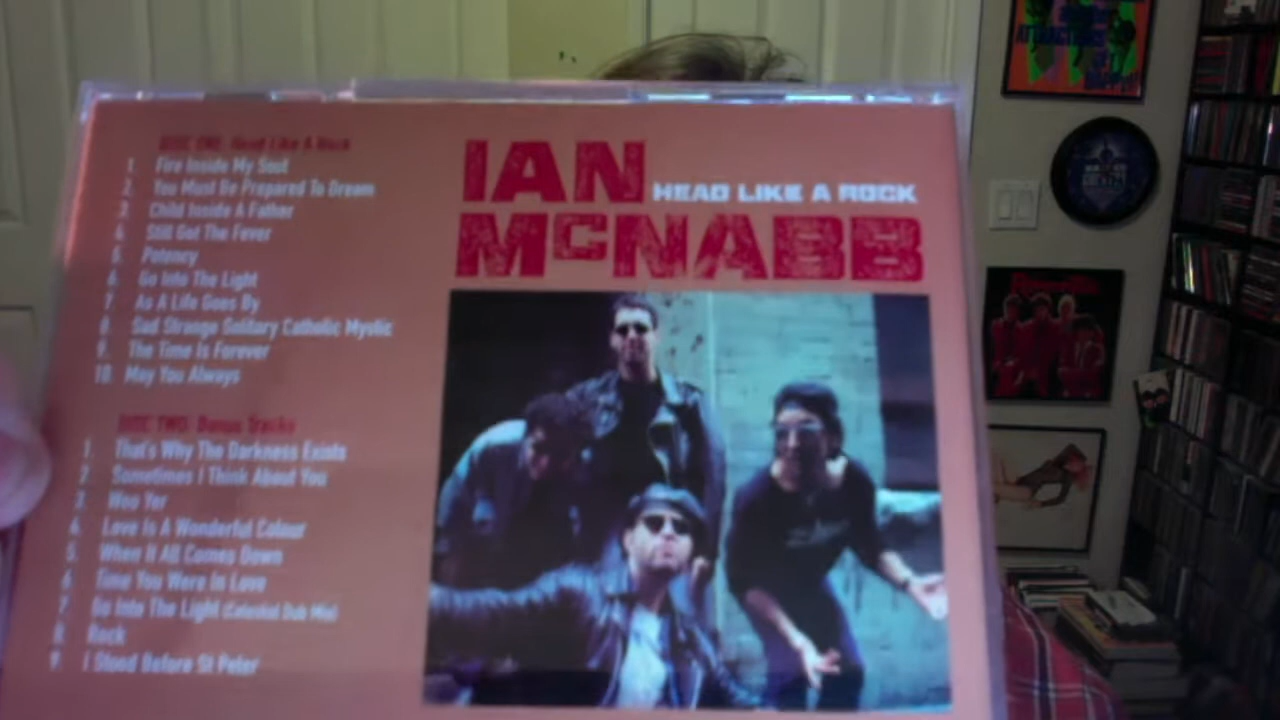 DISC ONE: Head Like A Rock
1. Fire Inside My Soul
2. You Must Be Prepared To Dream
3. Child Inside A Father
4. Still Got The Fever
5. Potency
6. Go Into The Light
7. As A Life Goes By
8. Sad Strange Solitary Catholic Mystic
9. The Time Is Forever
10. May You Always
DISC TWO: Bonus Tracks
1. That's Why The Darkness Exists
2. Sometimes I Think About You
3. Woo Yer
4. Love Is A Wonderful Colour
5. When It All Comes Down
6. Time You Were In Love
7. Go Into The Light (Celestial Dub Mix)
8. Rock
9. I Stood Before St Peter
IAN
HEAD LIKE A ROCK
McNABB
ATTRACTIONS